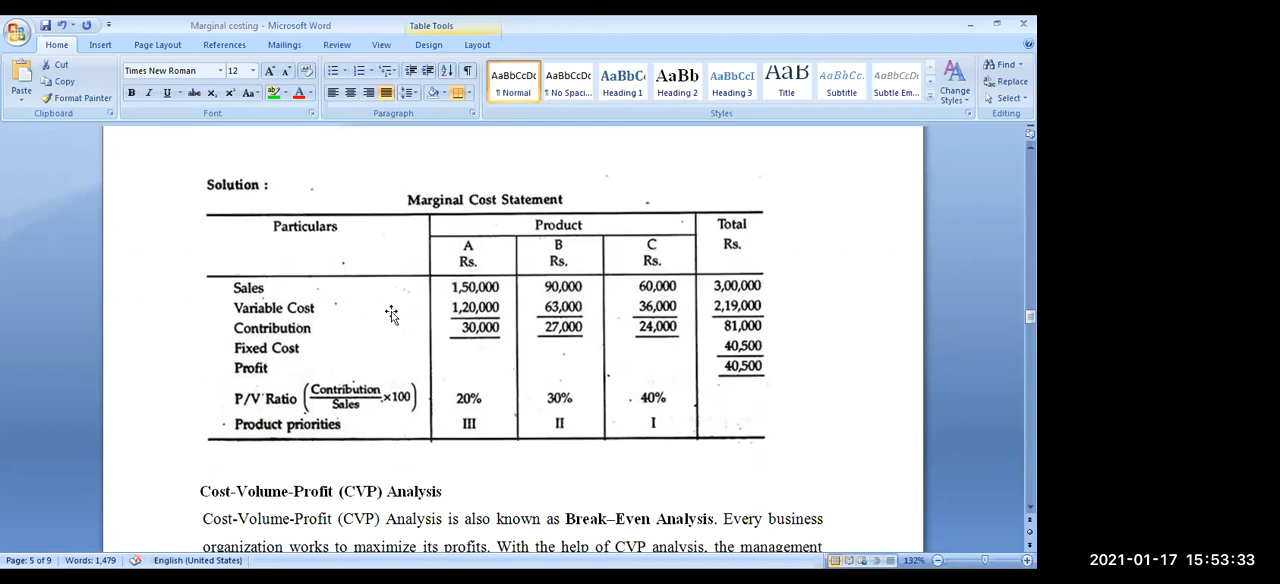 Marginal costing - Microsoft Word
Table Tools
Home Insert Page Layout References Mailings Review View Design Layout
Paste
Cut
Copy
Format Painter
Clipboard
Times New Roman 12
B I U abc X₂ X² Aa
Font
Paragraph
AaBbCcDc AaBbCcDc AaBbC AaBb AaBbCcI AaB AaBbCc. AaBbCcDc
¶ Normal ¶ No Spaci... Heading 1 Heading 2 Heading 3 Title Subtitle Subtle Em...
Styles
Change Styles
Find
Replace
Select
Editing
Solution :
Marginal Cost Statement
Particulars Product Total
A B C Rs.
Rs. Rs. Rs.
Sales 1,50,000 90,000 60,000 3,00,000
Variable Cost 1,20,000 63,000 36,000 2,19,000
Contribution 30,000 27,000 24,000 81,000
Fixed Cost 40,500
Profit 40,500
P/V Ratio (Contribution/Sales ×100) 20% 30% 40%
Product priorities III II I
Cost-Volume-Profit (CVP) Analysis
Cost-Volume-Profit (CVP) Analysis is also known as Break–Even Analysis. Every business
organization works to maximize its profits. With the help of CVP analysis, the management
Page: 5 of 9 Words: 1,479 English (United States) 132%
2021-01-17 15:53:33